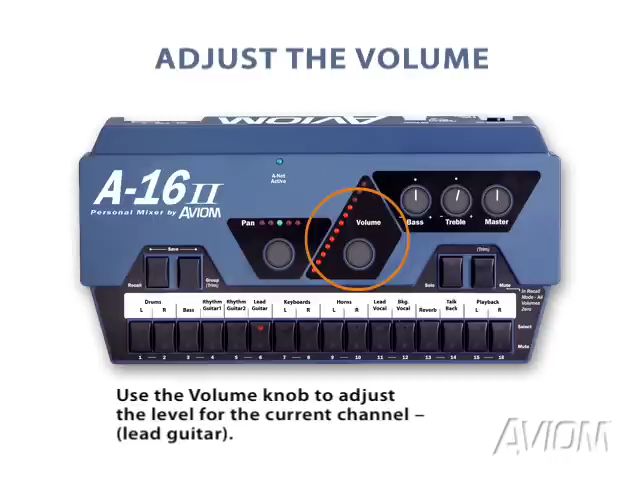 ADJUST THE VOLUME
AVIOM
A-Net
Active
A-16 II
Personal Mixer by AVIOM
Pan
Volume
Bass
Treble
Master
Save
Recall
Group
(Trim)
(Trim)
Solo
Mute
In Recall
Mode - All
Volumes
Zero
Drums
L R
Bass
Rhythm
Guitar1
Rhythm
Guitar2
Lead
Guitar
Keyboards
L R
Horns
L R
Lead
Vocal
Bkg.
Vocal
Reverb
Talk
Back
Playback
L R
Select
Mute
1 — 2 3 — 4 5 — 6 7 — 8 9 — 10 11 — 12 13 — 14 15 — 16
Use the Volume knob to adjust
the level for the current channel –
(lead guitar).
AVIOM